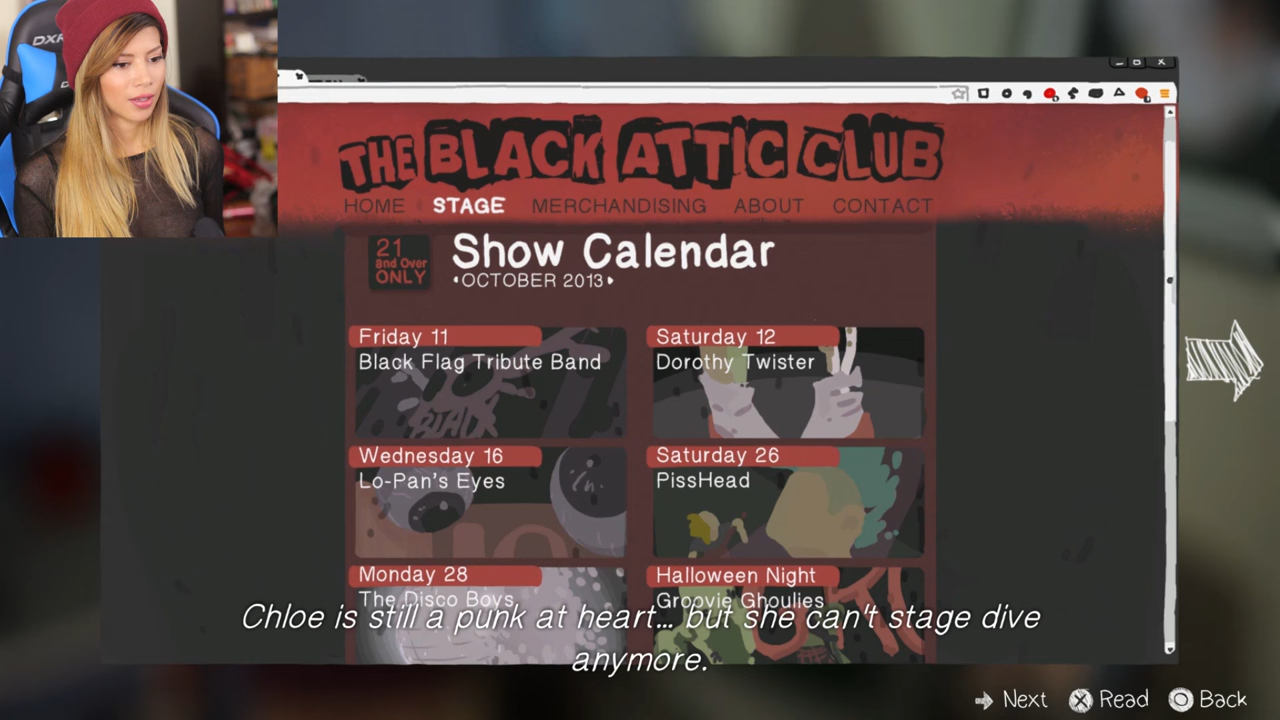 DXR
THE BLACK ATTIC CLUB
HOME STAGE MERCHANDISING ABOUT CONTACT
21
and Over
ONLY
Show Calendar
OCTOBER 2013
Friday 11
Black Flag Tribute Band
BLACK
Saturday 12
Dorothy Twister
Wednesday 16
Lo-Pan's Eyes
Saturday 26
PissHead
Monday 28
The Disco Boys
Halloween Night
Groovie Ghoulies
Chloe is still a punk at heart... but she can't stage dive
anymore.
Next Read Back